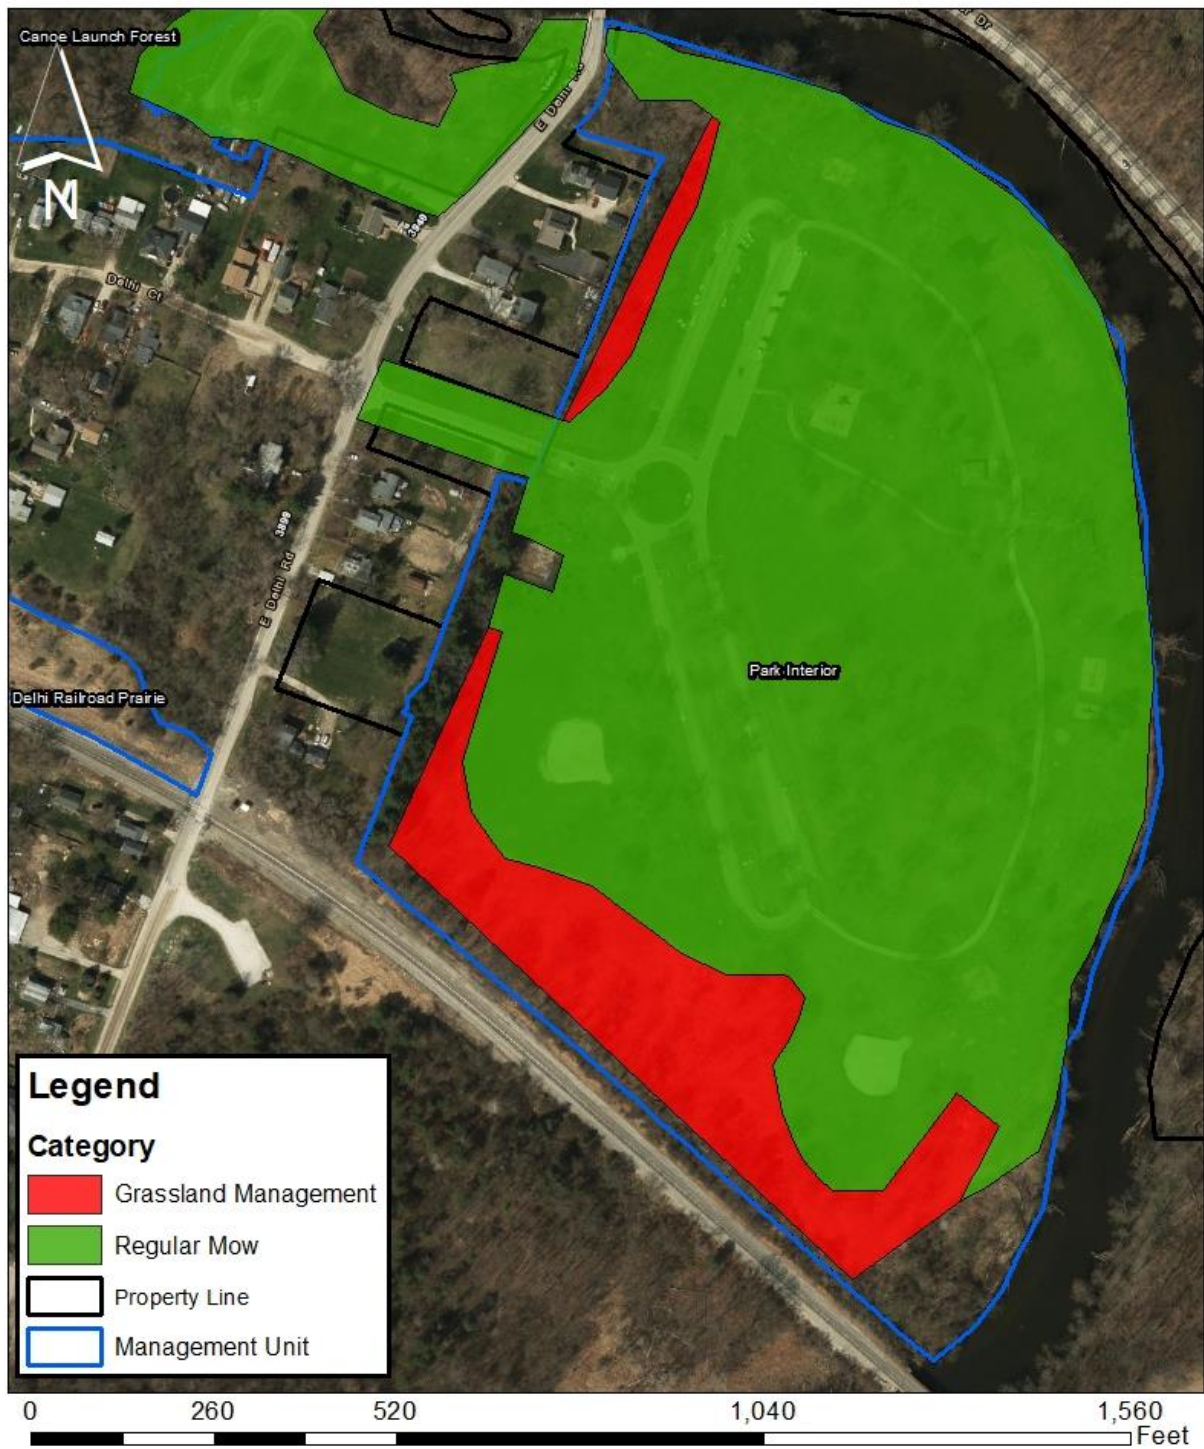 Canoe Launch Forest
N
E Delhi Rd
3940
Delhi Ct
3899
E Delhi Rd
Park Interior
Delhi Railroad Prairie
Legend
Category
Grassland Management
Regular Mow
Property Line
Management Unit
0 260 520 1,040 1,560
Feet